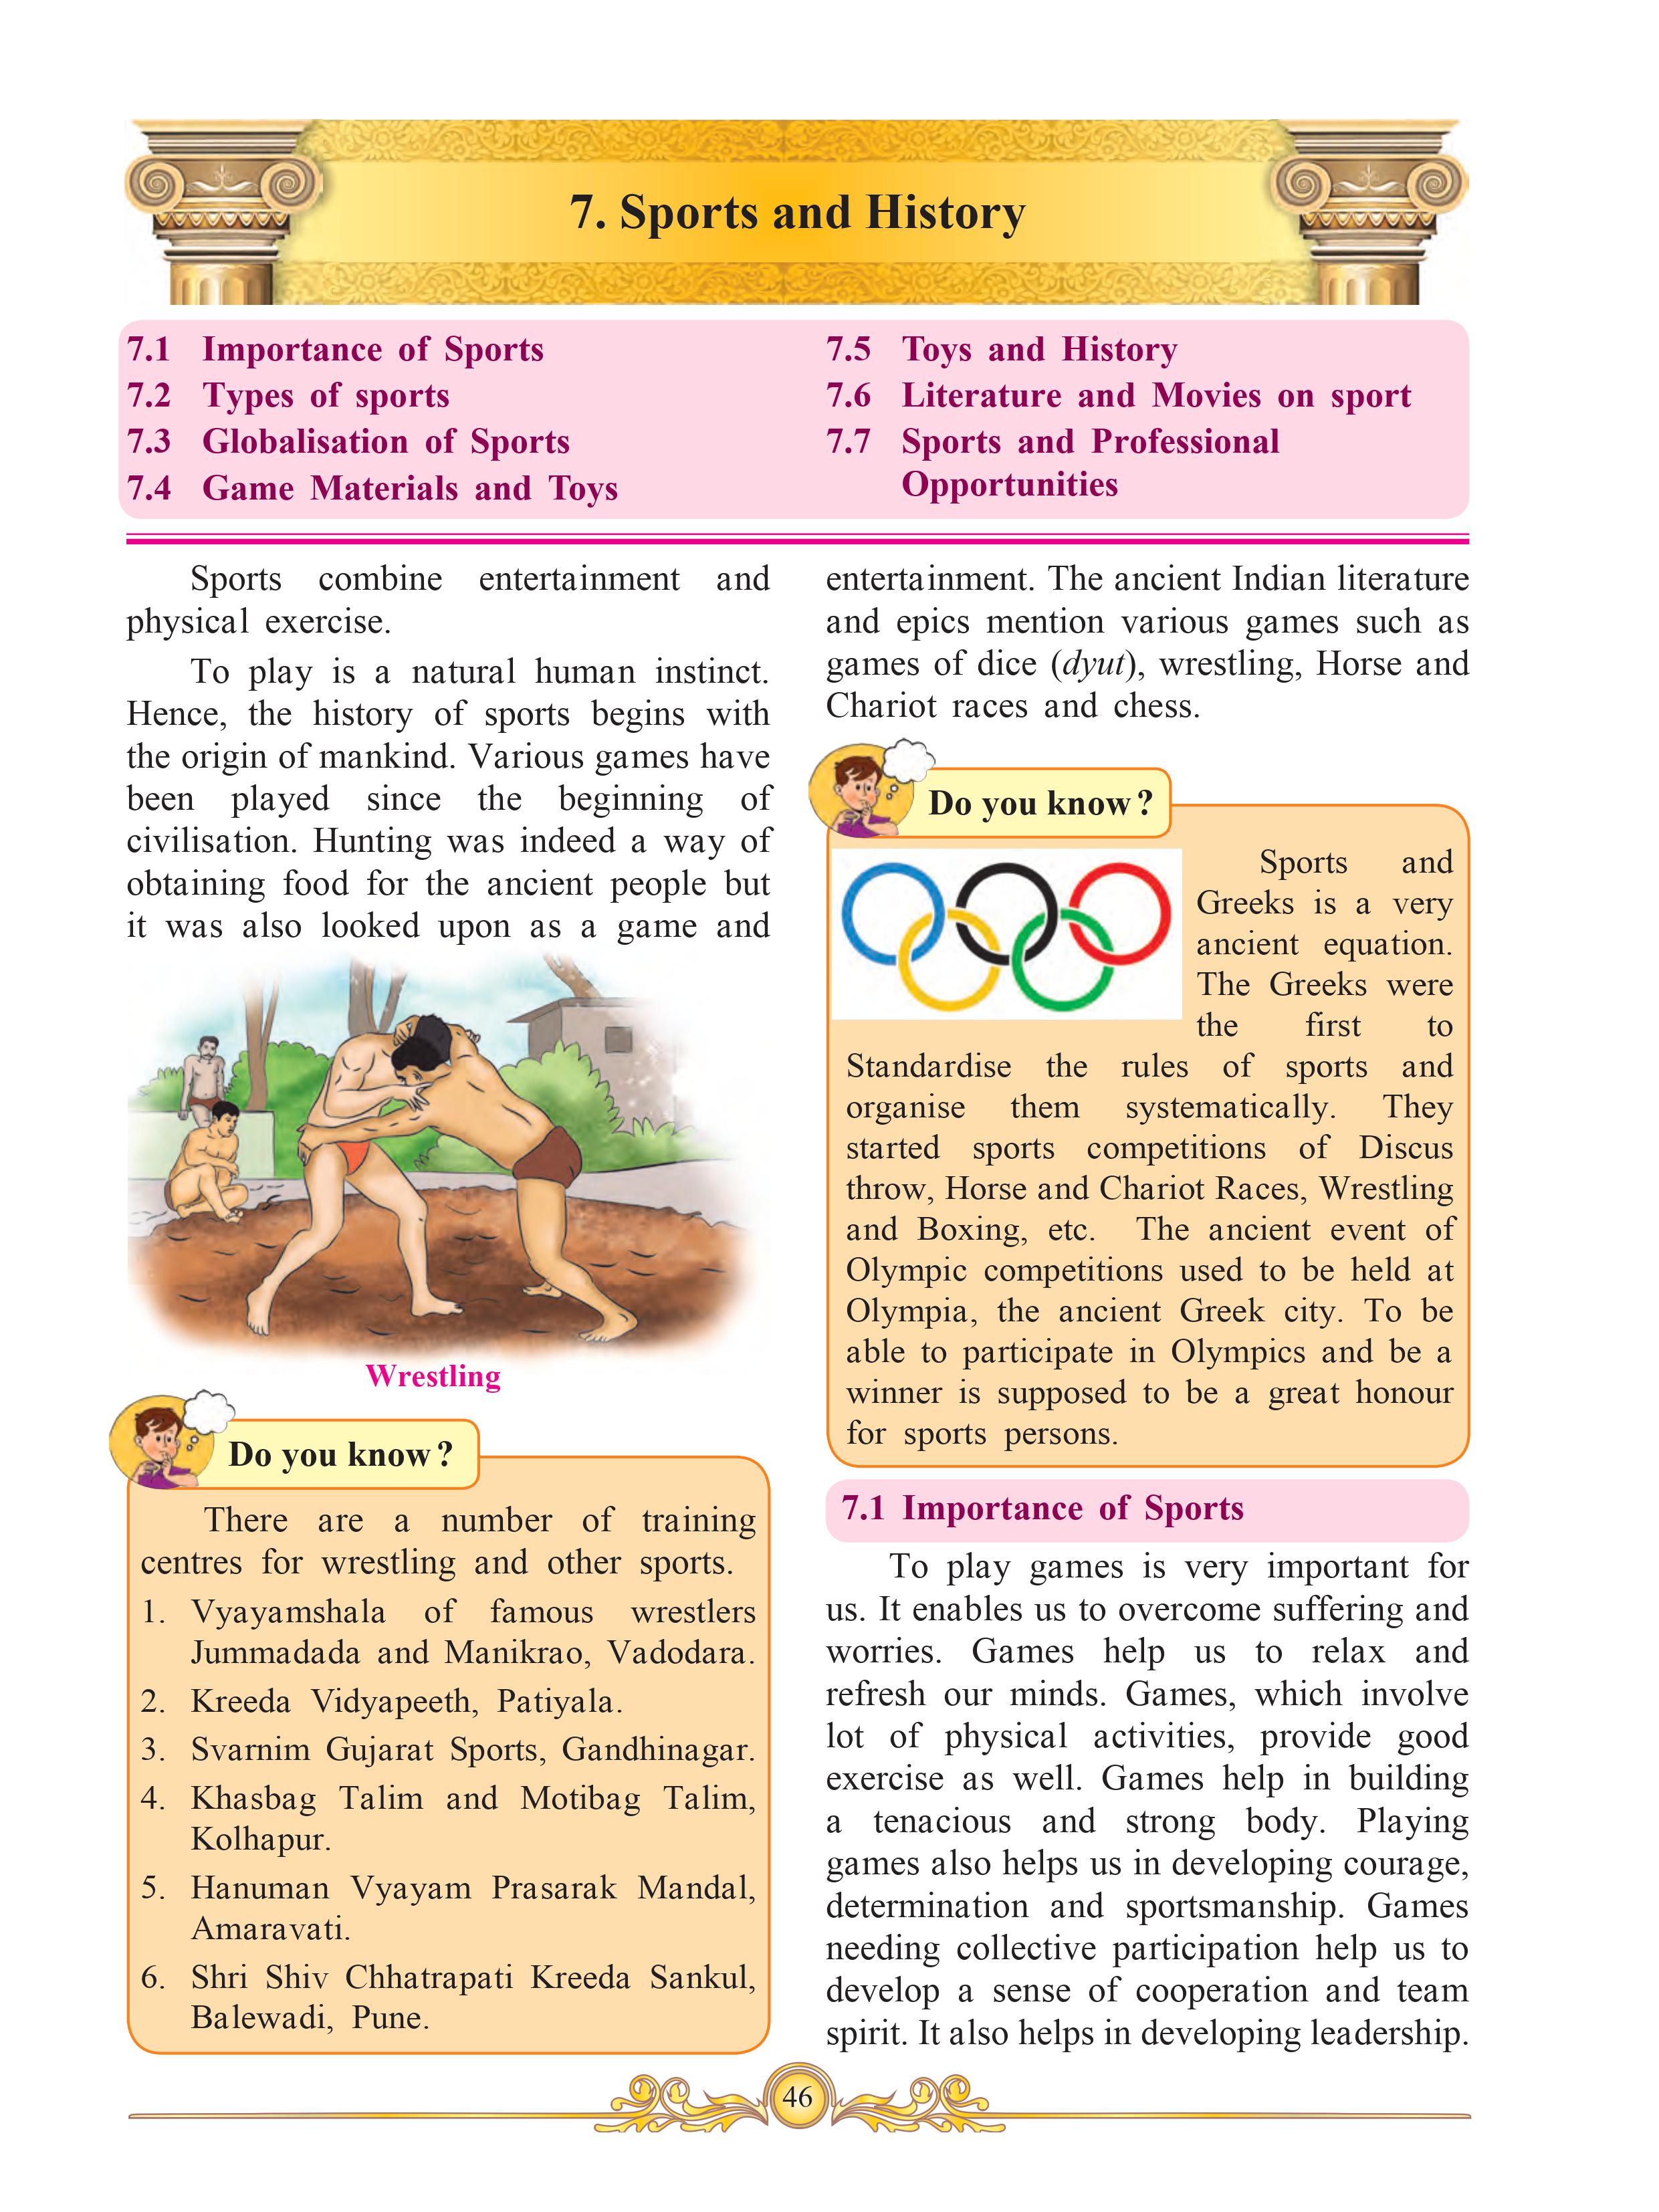 7. Sports and History
7.1 Importance of Sports
7.2 Types of sports
7.3 Globalisation of Sports
7.4 Game Materials and Toys
7.5 Toys and History
7.6 Literature and Movies on sport
7.7 Sports and Professional
Opportunities
Sports combine entertainment and
physical exercise.
To play is a natural human instinct.
Hence, the history of sports begins with
the origin of mankind. Various games have
been played since the beginning of
civilisation. Hunting was indeed a way of
obtaining food for the ancient people but
it was also looked upon as a game and
Wrestling
Do you know?
There are a number of training
centres for wrestling and other sports.
1. Vyayamshala of famous wrestlers
Jummadada and Manikrao, Vadodara.
2. Kreeda Vidyapeeth, Patiyala.
3. Svarnim Gujarat Sports, Gandhinagar.
4. Khasbag Talim and Motibag Talim,
Kolhapur.
5. Hanuman Vyayam Prasarak Mandal,
Amaravati.
6. Shri Shiv Chhatrapati Kreeda Sankul,
Balewadi, Pune.
entertainment. The ancient Indian literature
and epics mention various games such as
games of dice (dyut), wrestling, Horse and
Chariot races and chess.
Do you know?
Sports and
Greeks is a very
ancient equation.
The Greeks were
the first to
Standardise the rules of sports and
organise them systematically. They
started sports competitions of Discus
throw, Horse and Chariot Races, Wrestling
and Boxing, etc. The ancient event of
Olympic competitions used to be held at
Olympia, the ancient Greek city. To be
able to participate in Olympics and be a
winner is supposed to be a great honour
for sports persons.
7.1 Importance of Sports
To play games is very important for
us. It enables us to overcome suffering and
worries. Games help us to relax and
refresh our minds. Games, which involve
lot of physical activities, provide good
exercise as well. Games help in building
a tenacious and strong body. Playing
games also helps us in developing courage,
determination and sportsmanship. Games
needing collective participation help us to
develop a sense of cooperation and team
spirit. It also helps in developing leadership.
46